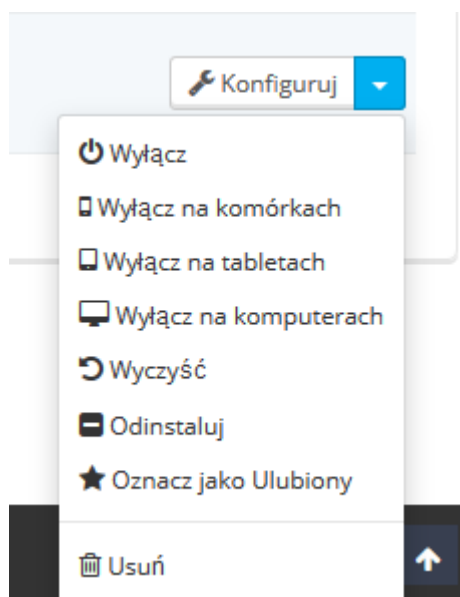 Konfiguruj
Wyłącz
Wyłącz na komórkach
Wyłącz na tabletach
Wyłącz na komputerach
Wyczyść
Odinstaluj
Oznacz jako Ulubiony
Usuń